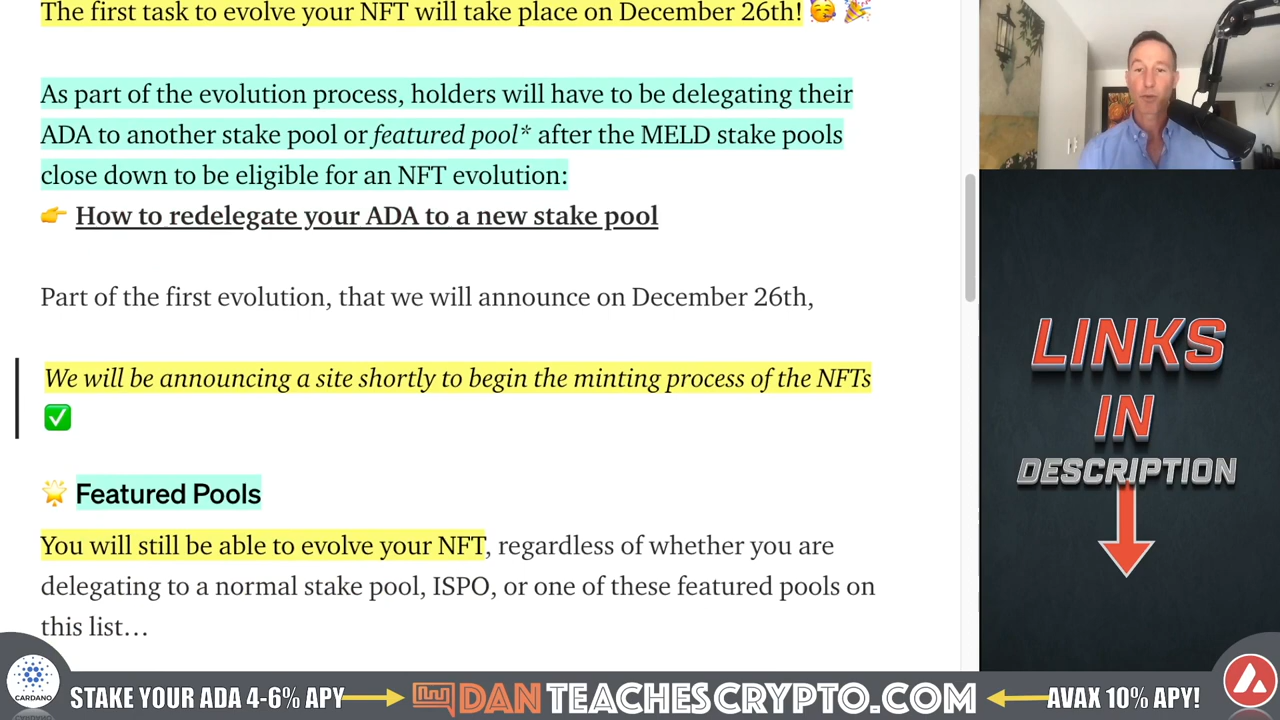 The first task to evolve your NFT will take place on December 26th! 🥳 🎉
As part of the evolution process, holders will have to be delegating their
ADA to another stake pool or featured pool* after the MELD stake pools
close down to be eligible for an NFT evolution:
👉 How to redelegate your ADA to a new stake pool
Part of the first evolution, that we will announce on December 26th,
We will be announcing a site shortly to begin the minting process of the NFTs
✅
🌟 Featured Pools
You will still be able to evolve your NFT, regardless of whether you are
delegating to a normal stake pool, ISPO, or one of these featured pools on
this list…
LINKS
IN
DESCRIPTION
CARDANO
STAKE YOUR ADA 4-6% APY
DANTEACHESCRYPTO.COM
AVAX 10% APY!